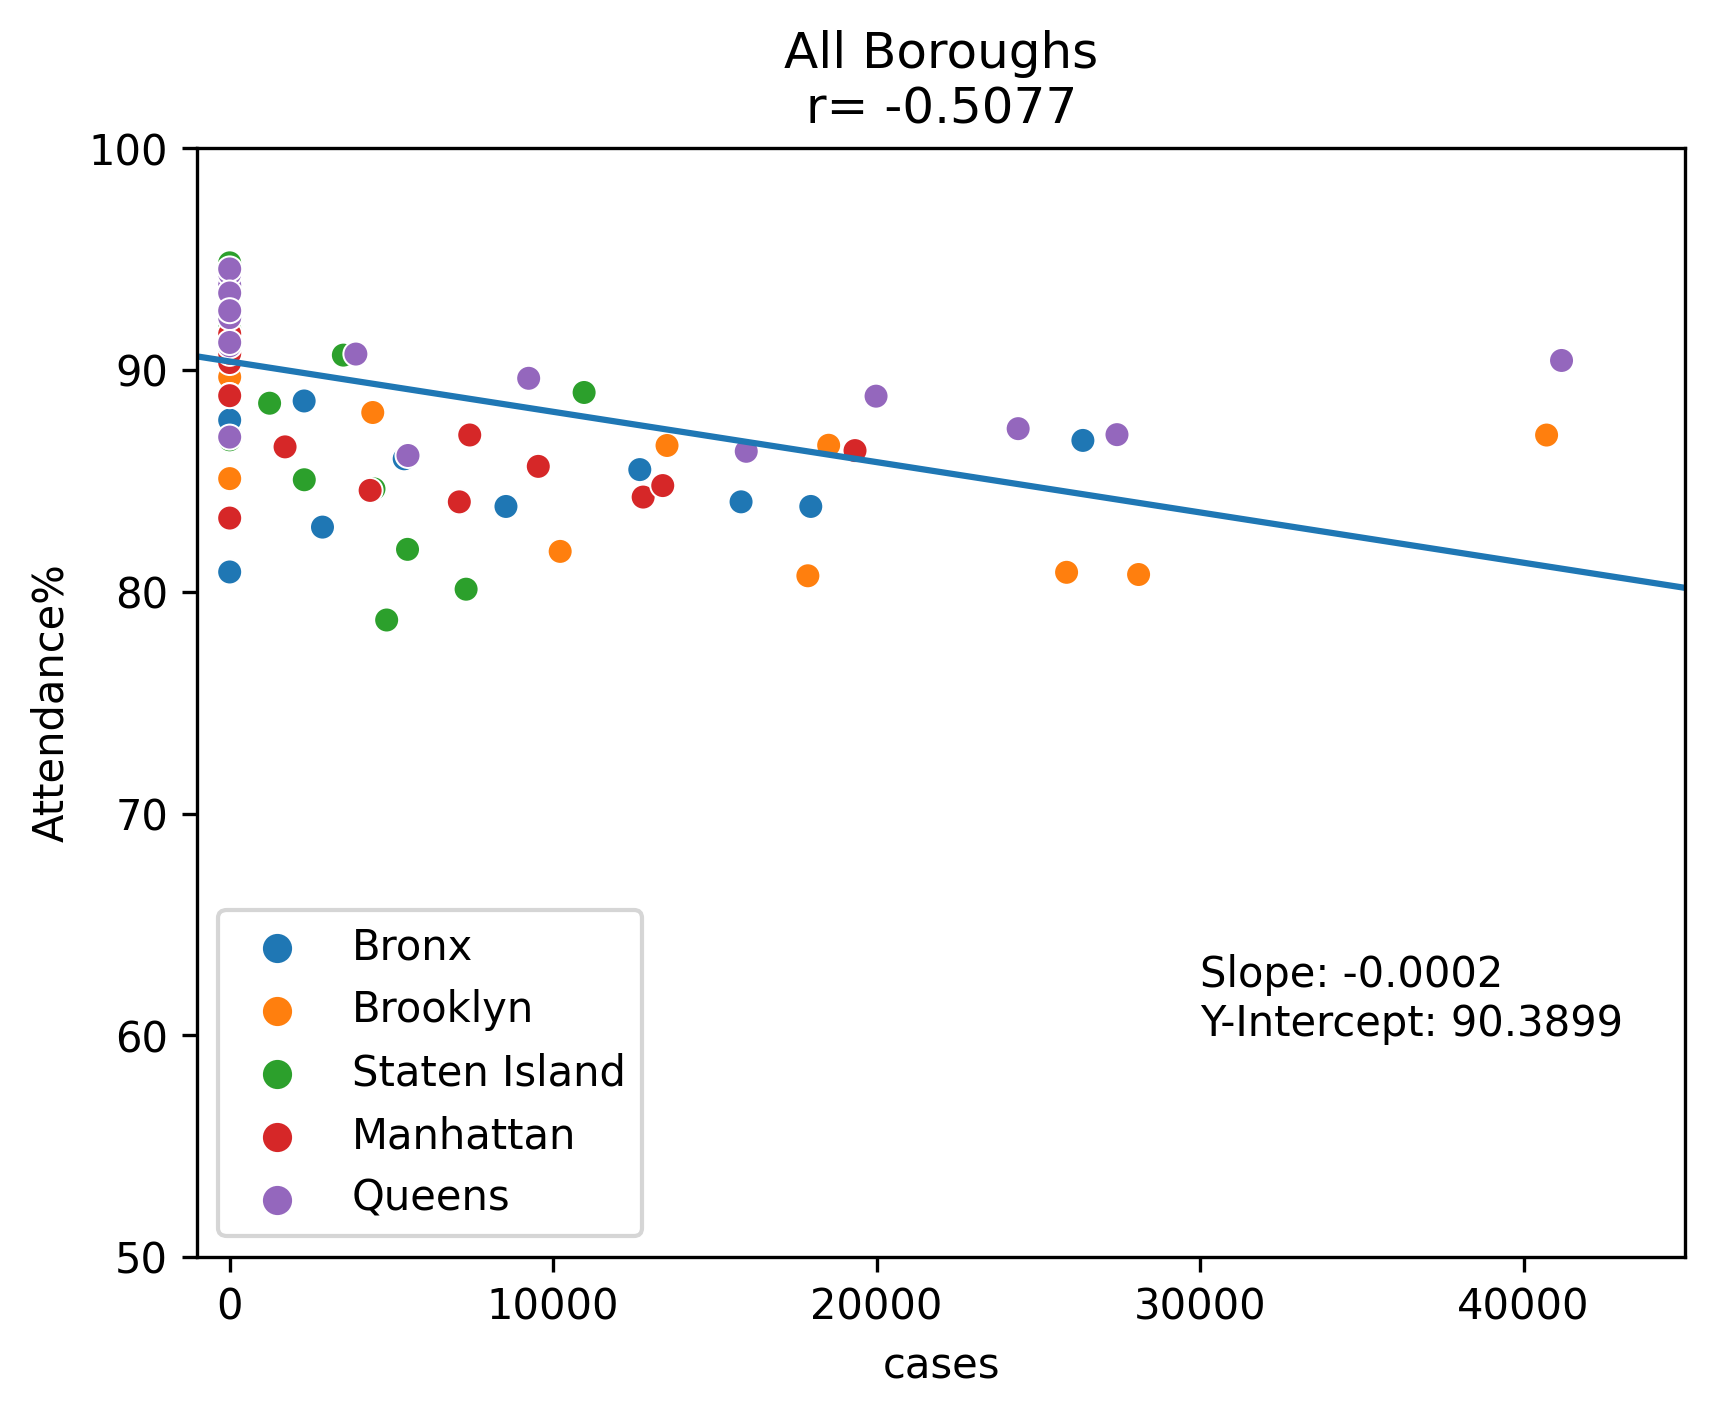 All Boroughs
r= -0.5077
100
90
80
70
60
50
Attendance%
Bronx
Brooklyn
Staten Island
Manhattan
Queens
Slope: -0.0002
Y-Intercept: 90.3899
0
10000
20000
30000
40000
cases